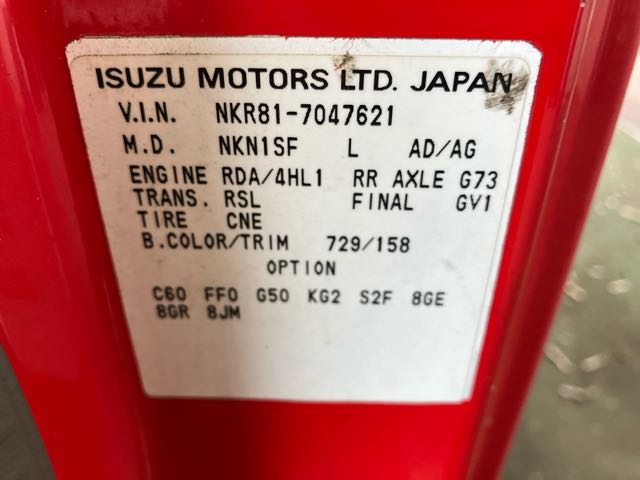 ISUZU MOTORS LTD. JAPAN
V.I.N. NKR81-7047621
M.D. NKN1SF L AD/AG
ENGINE RDA/4HL1 RR AXLE G73
TRANS. RSL FINAL GV1
TIRE CNE
B.COLOR/TRIM 729/158
OPTION
C60 FF0 G50 KG2 S2F 8GE
8GR 8JM